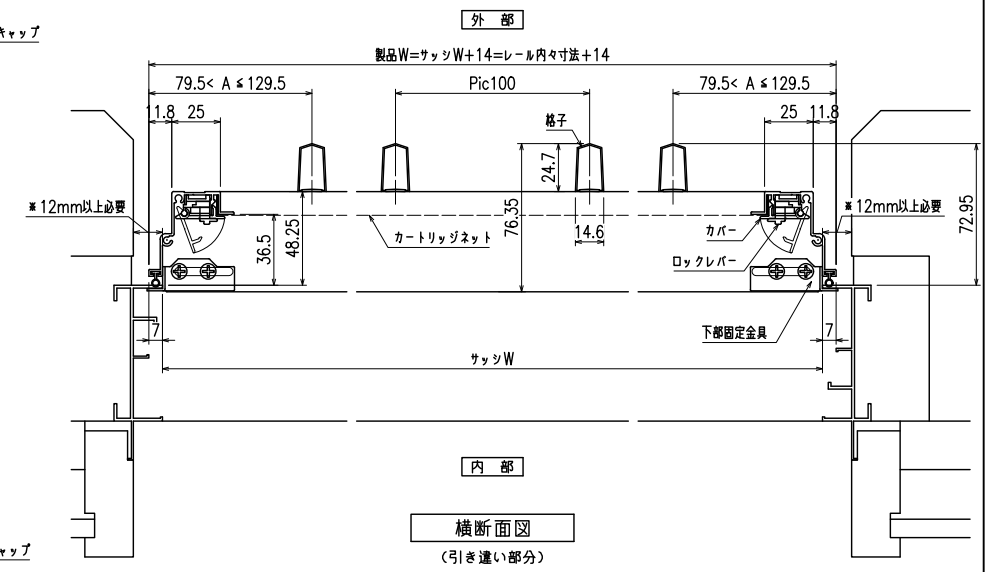 外 部
キャップ
製品W=サッシW+14=レール内々寸法+14
79.5< A ≦129.5
Pic100
79.5< A ≦129.5
11.8
25
格子
25
11.8
24.7
※12mm以上必要
36.5
48.25
カートリッジネット
76.35
14.6
カバー
ロックレバー
※12mm以上必要
72.95
下部固定金具
7
7
サッシW
内 部
横断面図
(引き違い部分)
ャップ